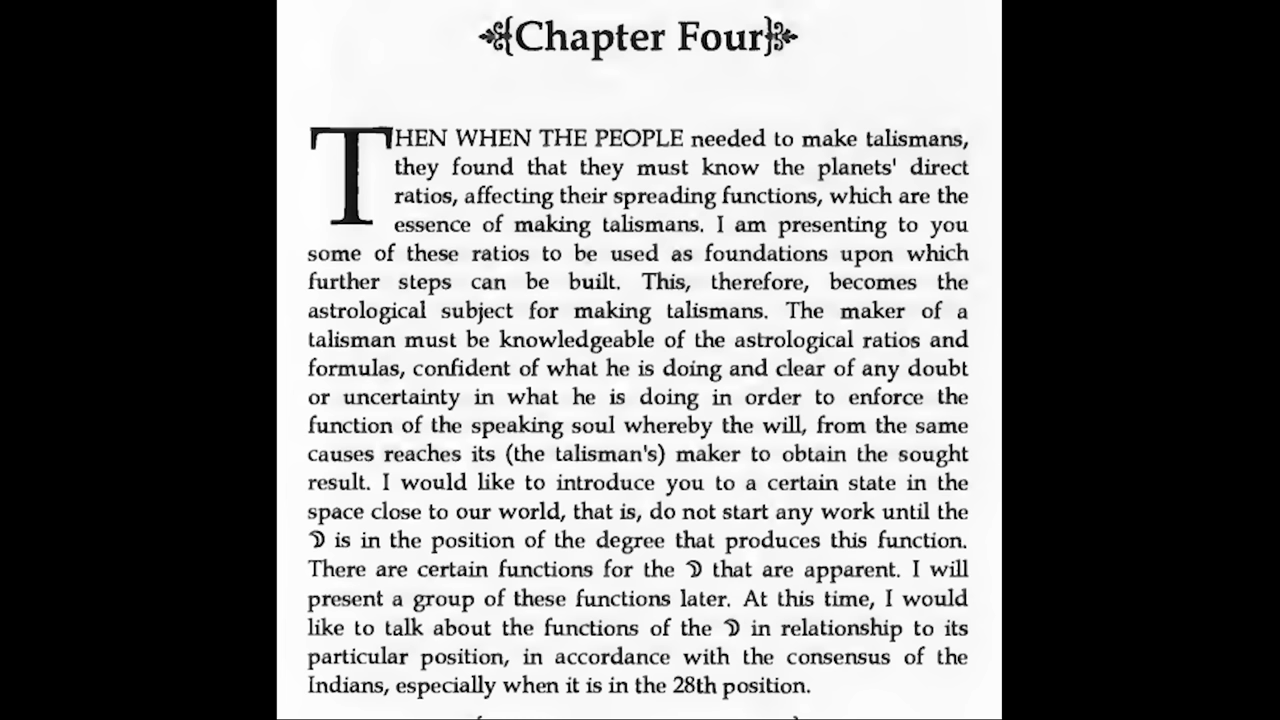 Chapter Four
THEN WHEN THE PEOPLE needed to make talismans,
they found that they must know the planets' direct
ratios, affecting their spreading functions, which are the
essence of making talismans. I am presenting to you
some of these ratios to be used as foundations upon which
further steps can be built. This, therefore, becomes the
astrological subject for making talismans. The maker of a
talisman must be knowledgeable of the astrological ratios and
formulas, confident of what he is doing and clear of any doubt
or uncertainty in what he is doing in order to enforce the
function of the speaking soul whereby the will, from the same
causes reaches its (the talisman's) maker to obtain the sought
result. I would like to introduce you to a certain state in the
space close to our world, that is, do not start any work until the
☽ is in the position of the degree that produces this function.
There are certain functions for the ☽ that are apparent. I will
present a group of these functions later. At this time, I would
like to talk about the functions of the ☽ in relationship to its
particular position, in accordance with the consensus of the
Indians, especially when it is in the 28th position.